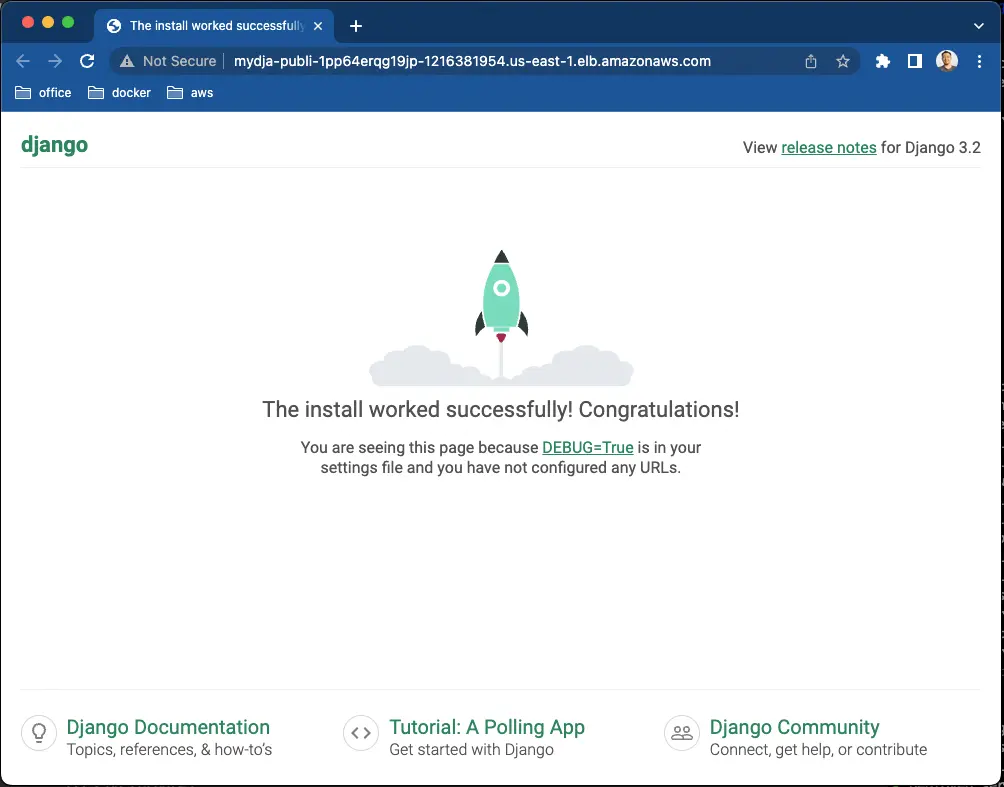 The install worked successfully
Not Secure mydja-publi-1pp64erqg19jp-1216381954.us-east-1.elb.amazonaws.com
office docker aws
django
View release notes for Django 3.2
The install worked successfully! Congratulations!
You are seeing this page because DEBUG=True is in your
settings file and you have not configured any URLs.
Django Documentation
Topics, references, & how-to's
Tutorial: A Polling App
Get started with Django
Django Community
Connect, get help, or contribute